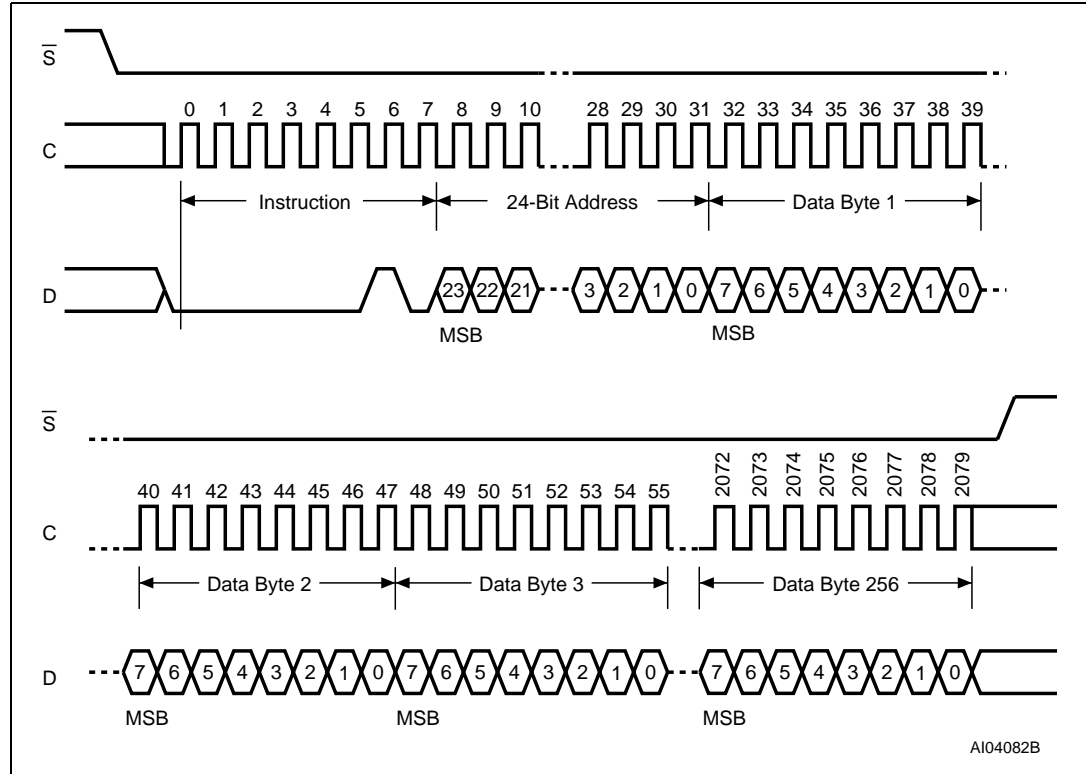 S̅
0 1 2 3 4 5 6 7 8 9 10 28 29 30 31 32 33 34 35 36 37 38 39
C
Instruction 24-Bit Address Data Byte 1
D 23 22 21 3 2 1 0 7 6 5 4 3 2 1 0
MSB MSB
S̅
40 41 42 43 44 45 46 47 48 49 50 51 52 53 54 55 2072 2073 2074 2075 2076 2077 2078 2079
C
Data Byte 2 Data Byte 3 Data Byte 256
D 7 6 5 4 3 2 1 0 7 6 5 4 3 2 1 0 7 6 5 4 3 2 1 0
MSB MSB MSB
AI04082B